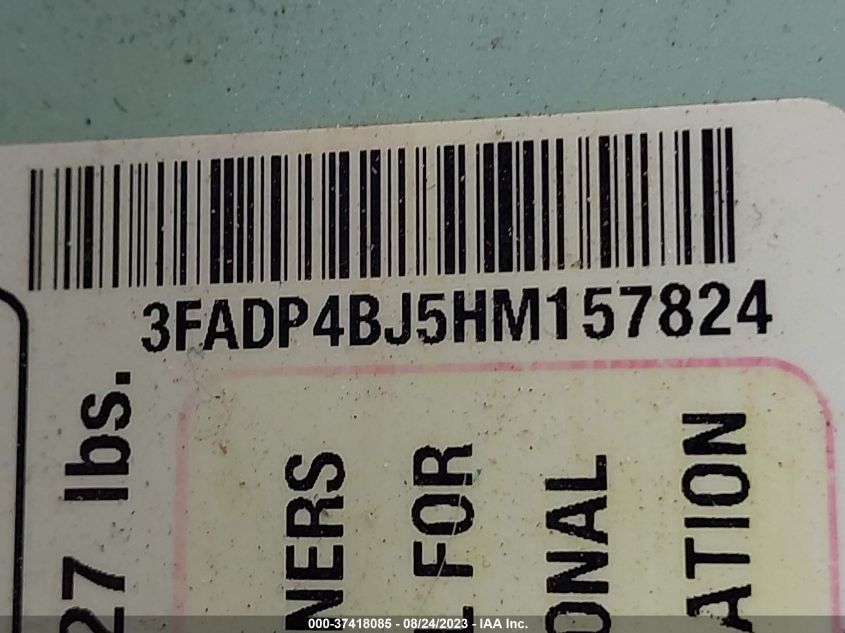 3FADP4BJ5HM157824
27 lbs.
NERS
FOR
ONAL
ATION
000-37418085 - 08/24/2023 - IAA Inc.